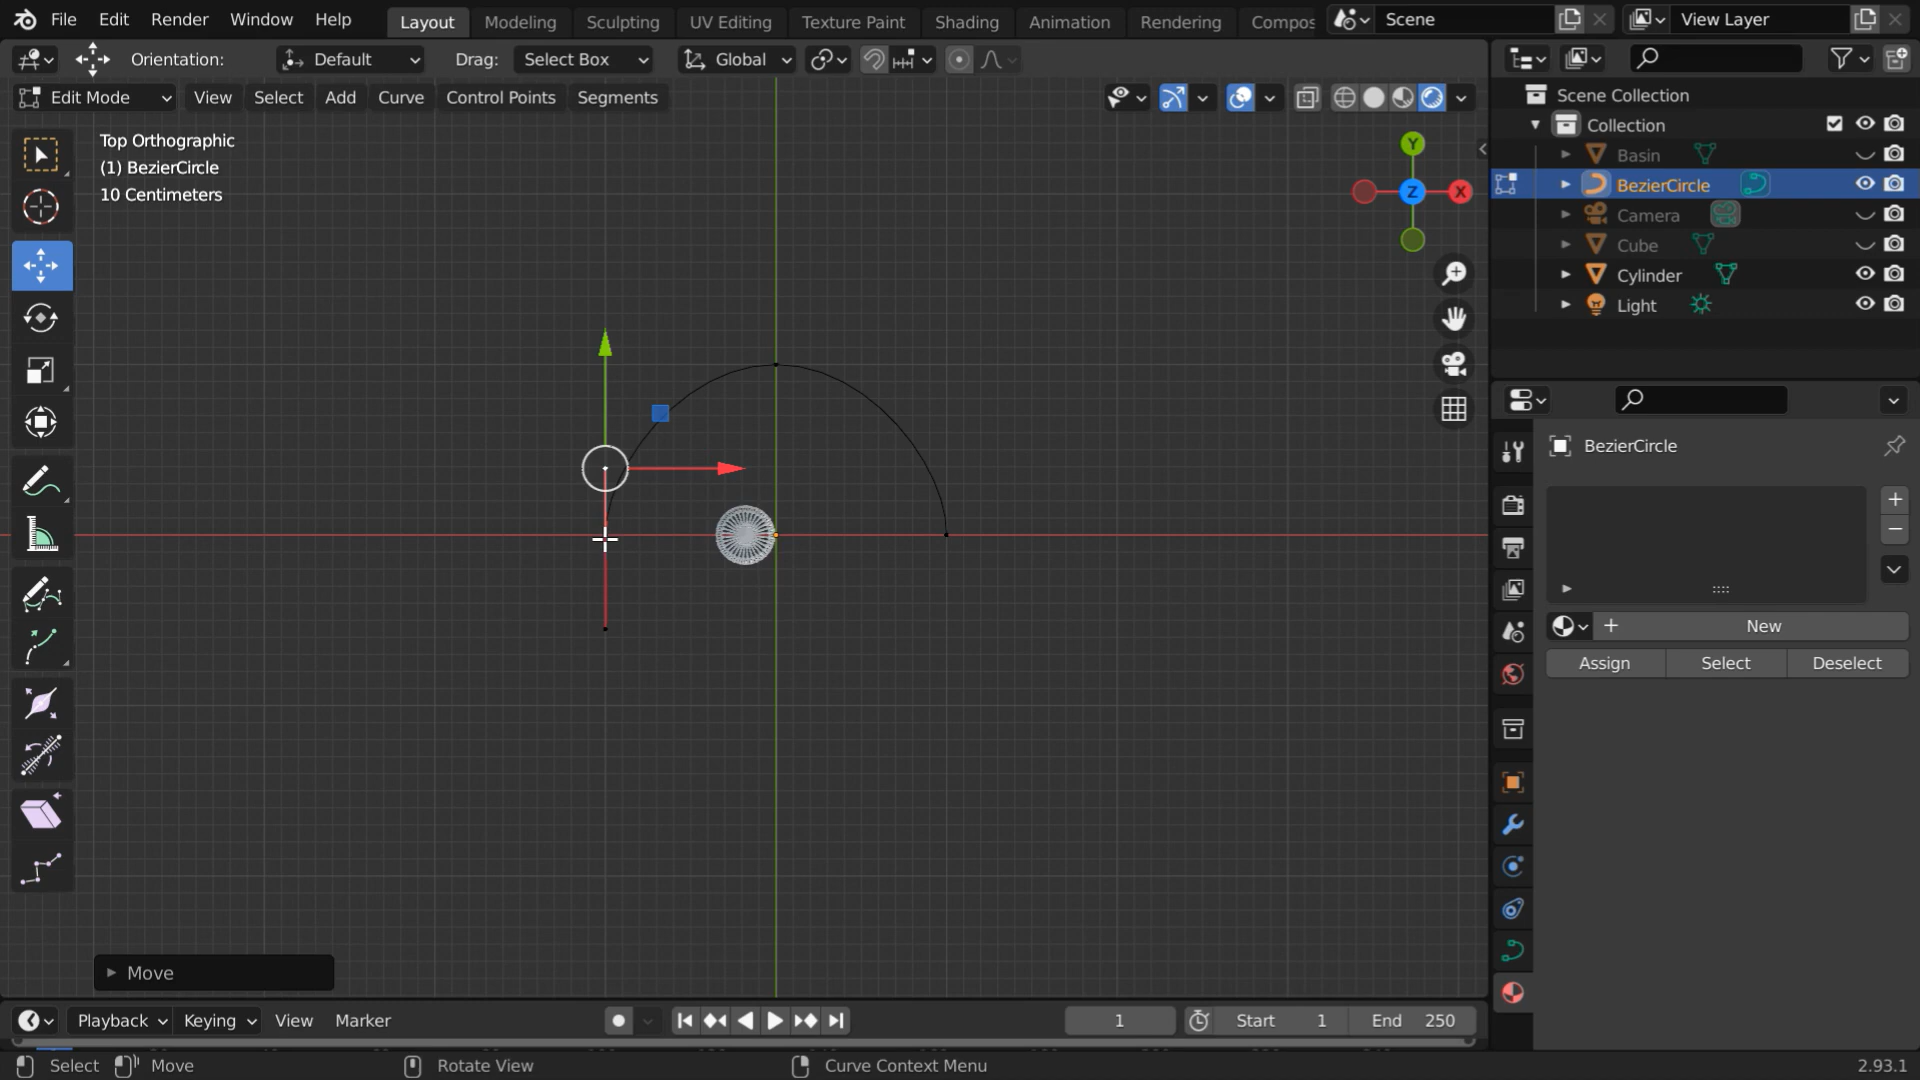 File Edit Render Window Help Layout Modeling Sculpting UV Editing Texture Paint Shading Animation Rendering Compos Scene View Layer
Orientation: Default Drag: Select Box Global
Edit Mode View Select Add Curve Control Points Segments
Top Orthographic
(1) BezierCircle
10 Centimeters
Y
Z X
Scene Collection
Collection
Basin
BezierCircle
Camera
Cube
Cylinder
Light
BezierCircle
New
Assign Select Deselect
Move
Playback Keying View Marker 1 Start 1 End 250
Select Move Rotate View Curve Context Menu 2.93.1